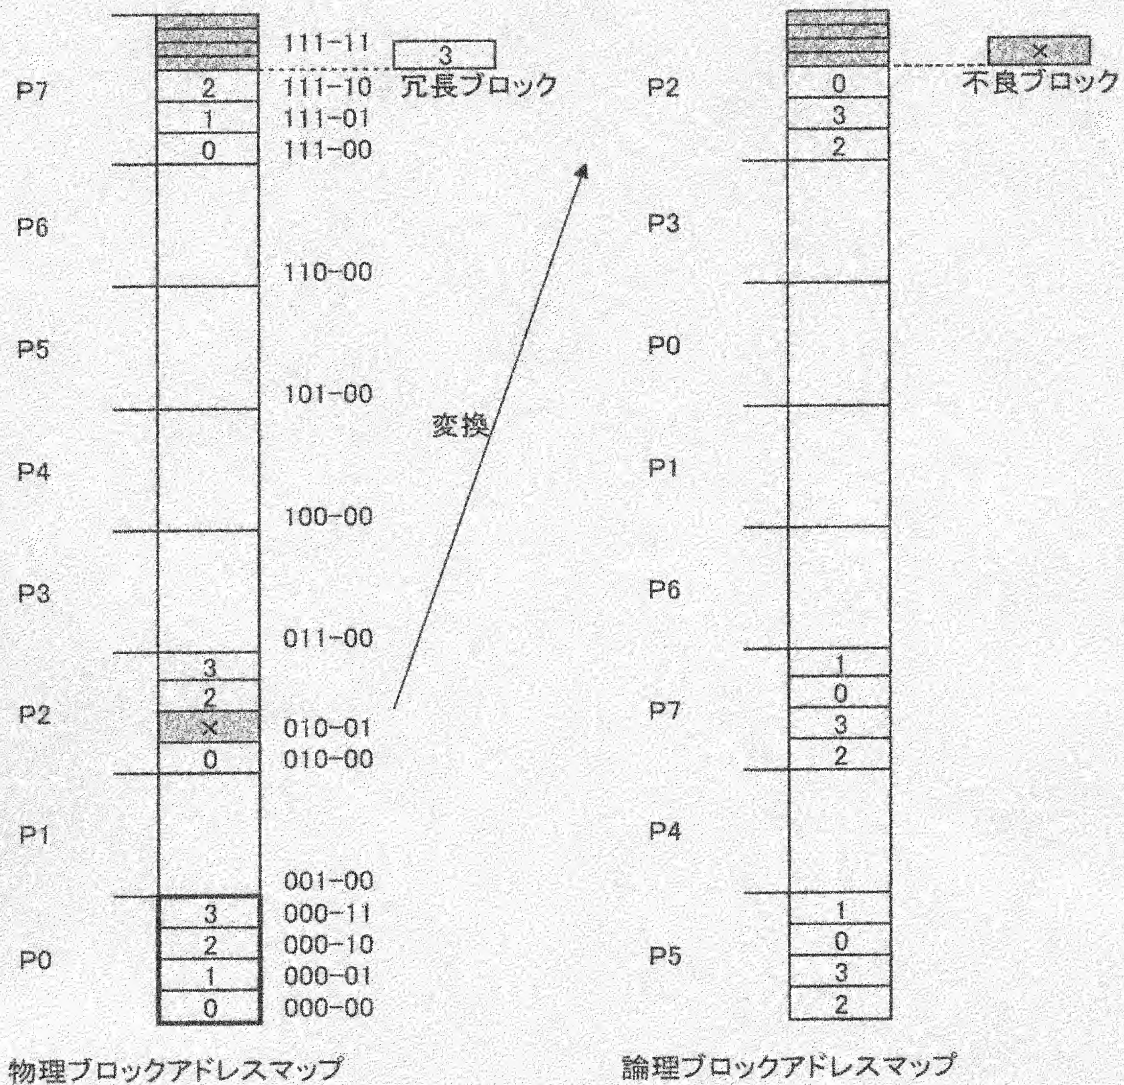 111-11
3
冗長ブロック
P7
2
111-10
1
111-01
0
111-00
P6
110-00
P5
101-00
P4
100-00
P3
011-00
3
2
P2
×
010-01
0
010-00
P1
001-00
3
000-11
2
000-10
P0
1
000-01
0
000-00
物理ブロックアドレスマップ
変換
×
不良ブロック
P2
0
3
2
P3
P0
P1
P6
1
0
P7
3
2
P4
1
0
P5
3
2
論理ブロックアドレスマップ